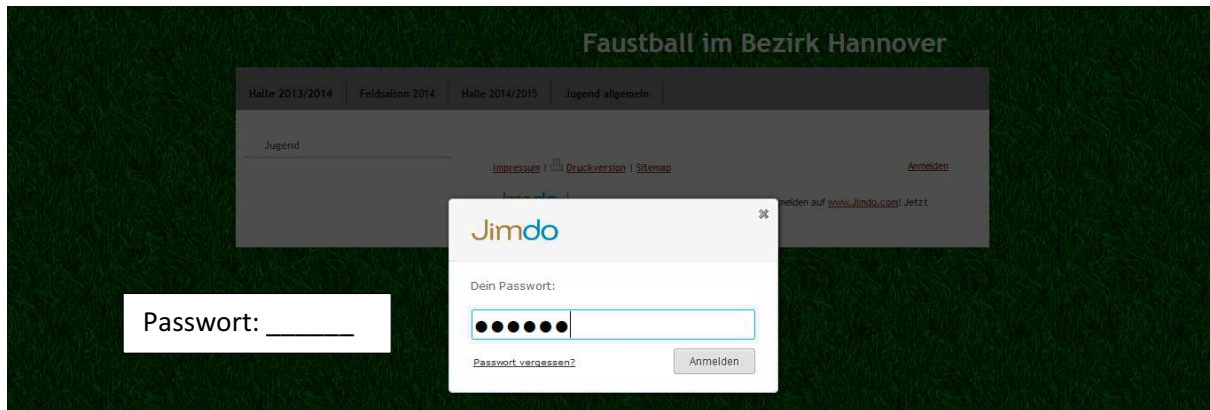 Faustball im Bezirk Hannover
Halle 2013/2014 Feldsaison 2014 Halle 2014/2015 Jugend allgemein
Jugend
Impressum | Druckversion | Sitemap Anmelden
auf www.Jimdo.com! Jetzt
Jimdo
Dein Passwort:
Passwort: ______
●●●●●●
Passwort vergessen? Anmelden